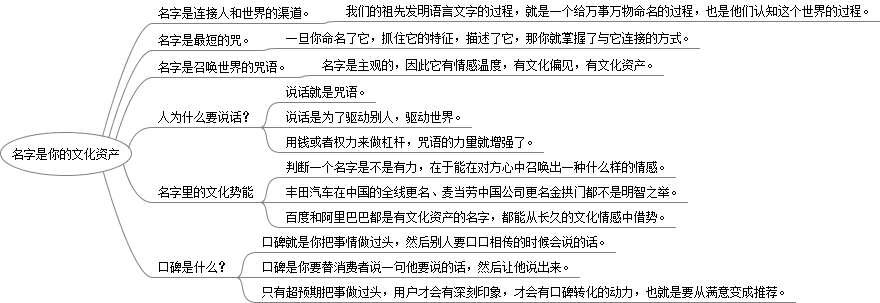 名字是你的文化资产
名字是连接人和世界的渠道。
我们的祖先发明语言文字的过程，就是一个给万事万物命名的过程，也是他们认知这个世界的过程。
名字是最短的咒。
一旦你命名了它，抓住它的特征，描述了它，那你就掌握了与它连接的方式。
名字是召唤世界的咒语。
名字是主观的，因此它有情感温度，有文化偏见，有文化资产。
人为什么要说话？
说话就是咒语。
说话是为了驱动别人，驱动世界。
用钱或者权力来做杠杆，咒语的力量就增强了。
名字里的文化势能
判断一个名字是不是有力，在于能在对方心中召唤出一种什么样的情感。
丰田汽车在中国的全线更名、麦当劳中国公司更名金拱门都不是明智之举。
百度和阿里巴巴都是有文化资产的名字，都能从长久的文化情感中借势。
口碑是什么？
口碑就是你把事情做过头，然后别人要口口相传的时候会说的话。
口碑是你要替消费者说一句他要说的话，然后让他说出来。
只有超预期把事做过头，用户才会有深刻印象，才会有口碑转化的动力，也就是要从满意变成推荐。